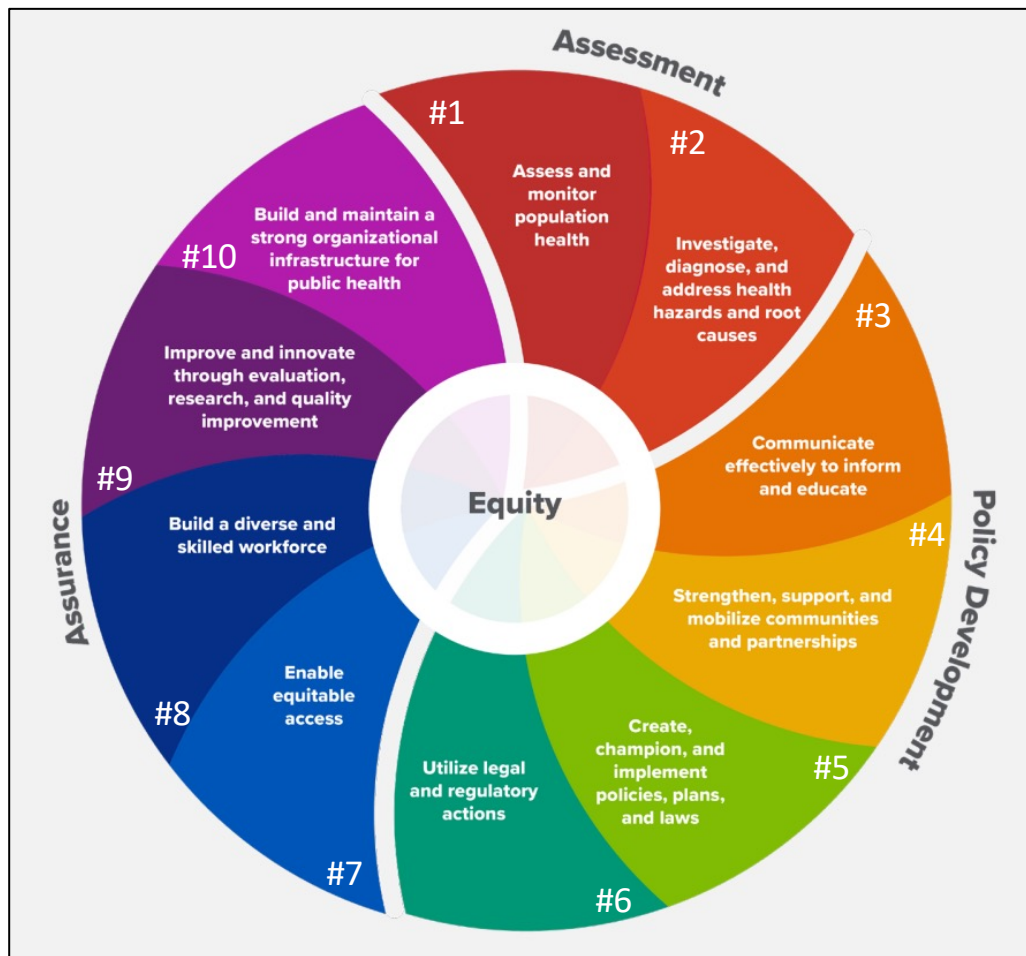 Assessment
#1
Assess and
monitor
population
health
#2
Investigate,
diagnose, and
address health
hazards and root
causes
Policy Development
#3
Communicate
effectively to inform
and educate
#4
Strengthen, support, and
mobilize communities
and partnerships
#5
Create,
champion, and
implement
policies, plans,
and laws
#6
Utilize legal
and regulatory
actions
Assurance
#7
Enable
equitable
access
#8
Build a diverse and
skilled workforce
#9
Improve and innovate
through evaluation,
research, and quality
improvement
#10
Build and maintain a
strong organizational
infrastructure for
public health
Equity